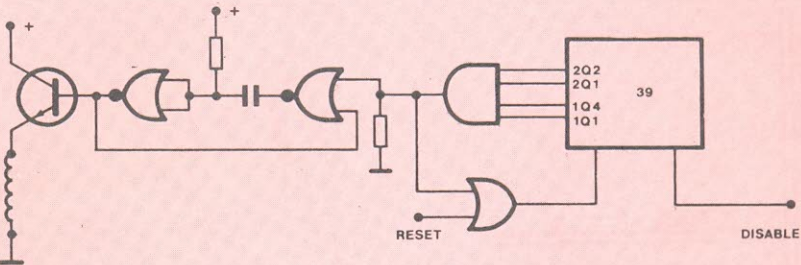 +
+
2Q2
2Q1
39
1Q4
1Q1
RESET
DISABLE